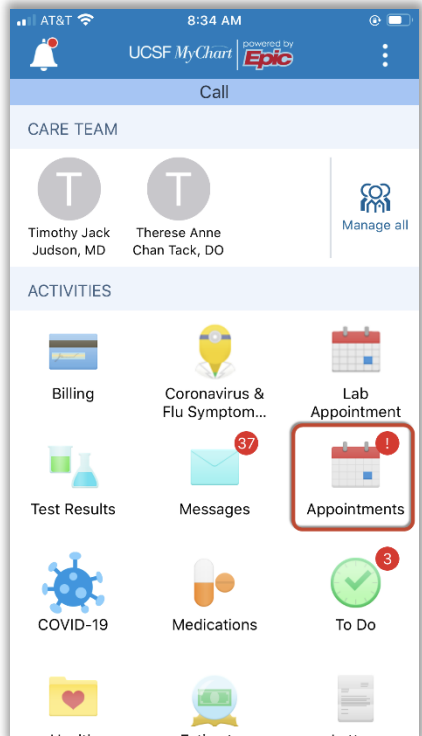 AT&T 8:34 AM
UCSF MyChart powered by Epic
Call
CARE TEAM
T T
Timothy Jack Judson, MD
Therese Anne Chan Tack, DO
Manage all
ACTIVITIES
Billing
Coronavirus & Flu Symptom...
Lab Appointment
37 !
Test Results
Messages
Appointments
3
COVID-19
Medications
To Do